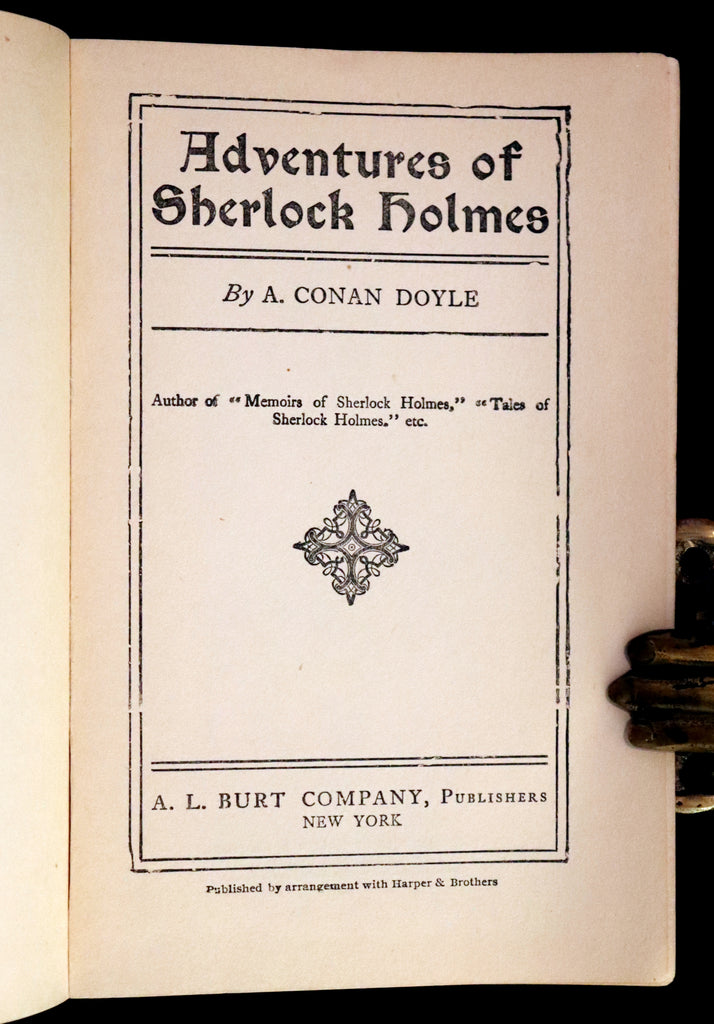 Adventures of
Sherlock Holmes
By A. CONAN DOYLE
Author of "Memoirs of Sherlock Holmes," "Tales of
Sherlock Holmes." etc.
A. L. BURT COMPANY, PUBLISHERS
NEW YORK
Published by arrangement with Harper & Brothers